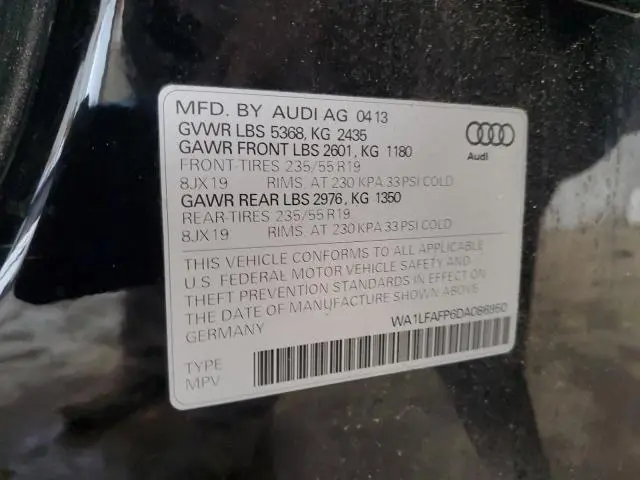 MFD. BY AUDI AG 04 13
GVWR LBS 5368, KG 2435
GAWR FRONT LBS 2601, KG 1180
FRONT-TIRES 235/55 R19
8JX19 RIMS, AT 230 KPA 33 PSI COLD
GAWR REAR LBS 2976, KG 1350
REAR-TIRES 235/55 R19
8JX19 RIMS, AT 230 KPA 33 PSI COLD
Audi
THIS VEHICLE CONFORMS TO ALL APPLICABLE
U.S. FEDERAL MOTOR VEHICLE SAFETY AND
THEFT PREVENTION STANDARDS IN EFFECT ON
THE DATE OF MANUFACTURE SHOWN ABOVE.
GERMANY
WA1LFAFP6DA086950
TYPE
MPV